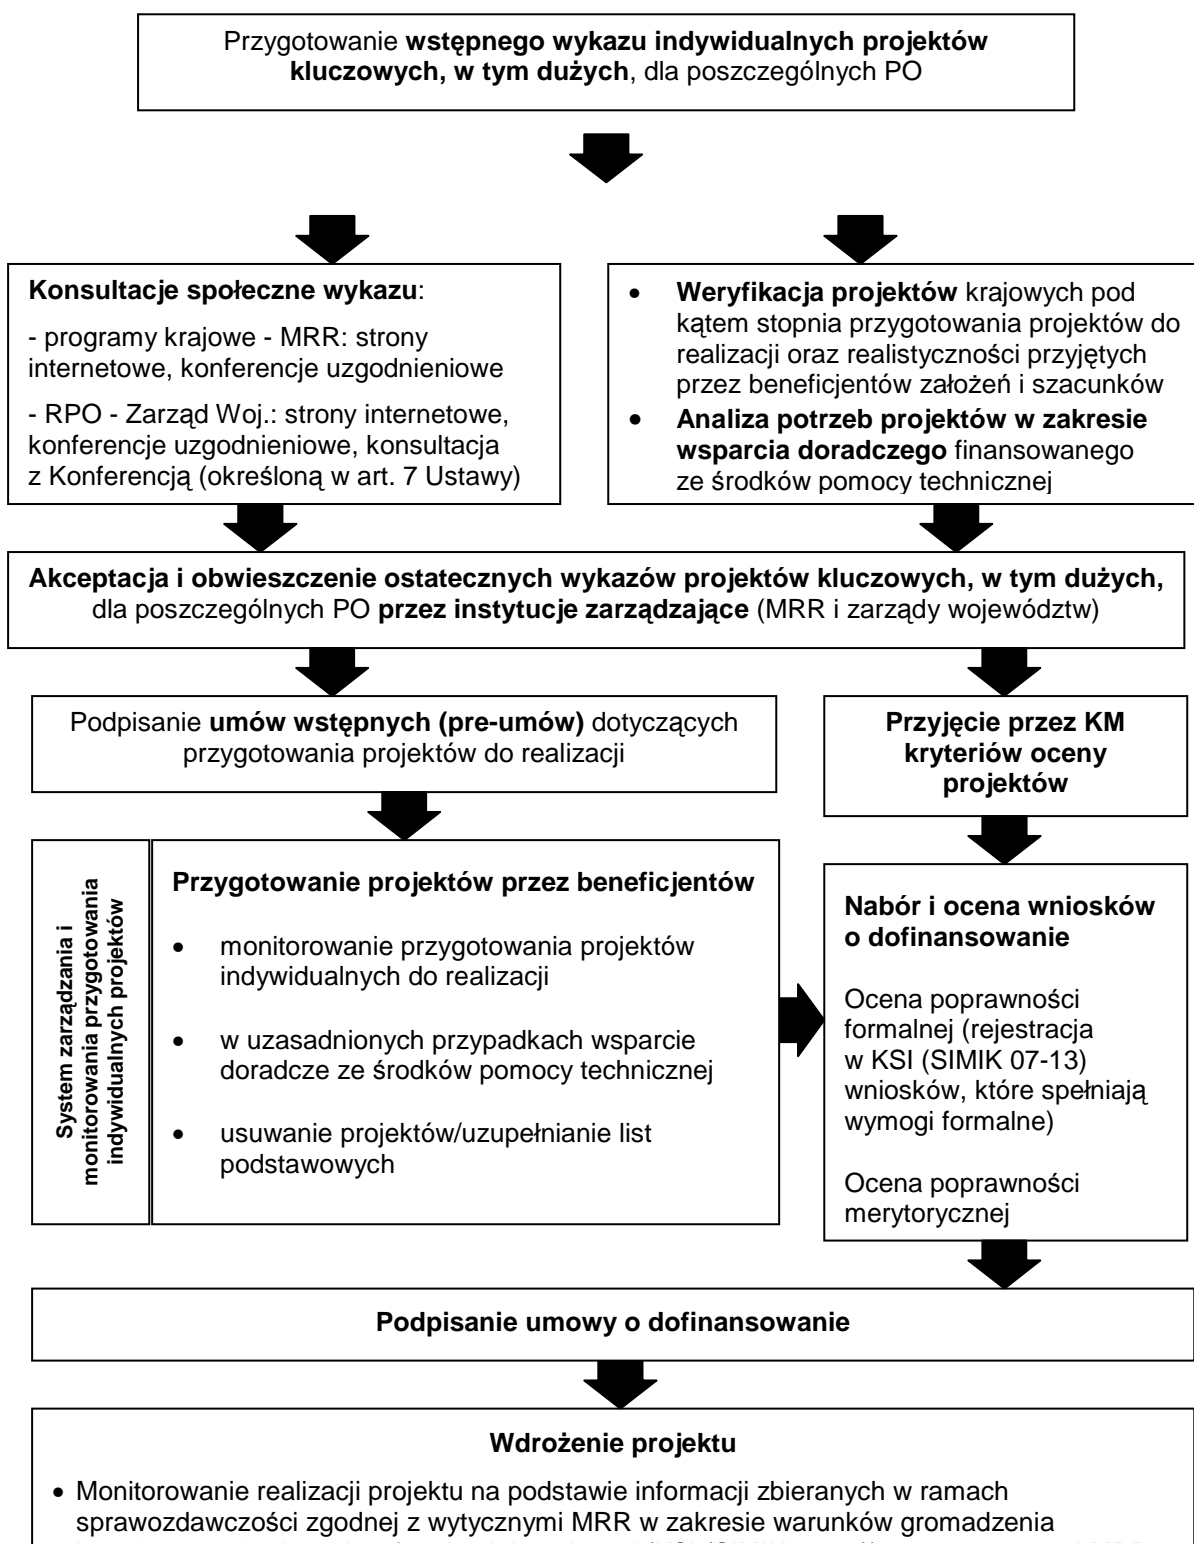 Przygotowanie wstępnego wykazu indywidualnych projektów
kluczowych, w tym dużych, dla poszczególnych PO
Konsultacje społeczne wykazu:
- programy krajowe - MRR: strony
internetowe, konferencje uzgodnieniowe
- RPO - Zarząd Woj.: strony internetowe,
konferencje uzgodnieniowe, konsultacja
z Konferencją (określoną w art. 7 Ustawy)
• Weryfikacja projektów krajowych pod
kątem stopnia przygotowania projektów do
realizacji oraz realistyczności przyjętych
przez beneficjentów założeń i szacunków
• Analiza potrzeb projektów w zakresie
wsparcia doradczego finansowanego
ze środków pomocy technicznej
Akceptacja i obwieszczenie ostatecznych wykazów projektów kluczowych, w tym dużych,
dla poszczególnych PO przez instytucje zarządzające (MRR i zarządy województw)
Podpisanie umów wstępnych (pre-umów) dotyczących
przygotowania projektów do realizacji
Przyjęcie przez KM
kryteriów oceny
projektów
System zarządzania i
monitorowania przygotowania
indywidualnych projektów
Przygotowanie projektów przez beneficjentów
• monitorowanie przygotowania projektów
indywidualnych do realizacji
• w uzasadnionych przypadkach wsparcie
doradcze ze środków pomocy technicznej
• usuwanie projektów/uzupełnianie list
podstawowych
Nabór i ocena wniosków
o dofinansowanie
Ocena poprawności
formalnej (rejestracja
w KSI (SIMIK 07-13)
wniosków, które spełniają
wymogi formalne)
Ocena poprawności
merytorycznej
Podpisanie umowy o dofinansowanie
Wdrożenie projektu
• Monitorowanie realizacji projektu na podstawie informacji zbieranych w ramach
sprawozdawczości zgodnej z wytycznymi MRR w zakresie warunków gromadzenia